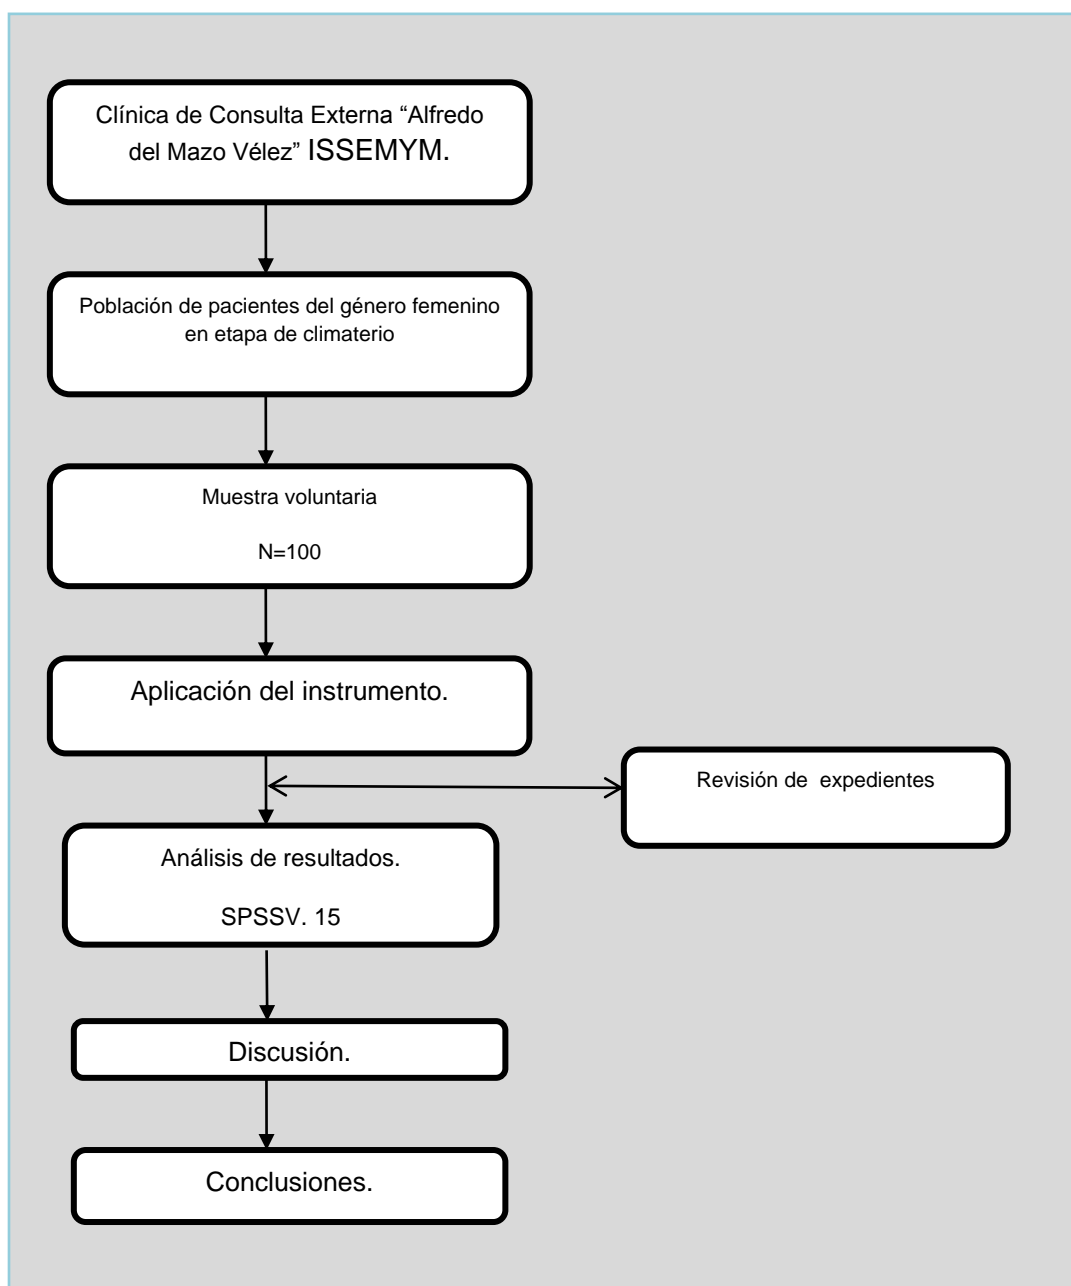 Clínica de Consulta Externa “Alfredo
del Mazo Vélez” ISSEMYM.
Población de pacientes del género femenino
en etapa de climaterio
Muestra voluntaria
N=100
Aplicación del instrumento.
Revisión de expedientes
Análisis de resultados.
SPSSV. 15
Discusión.
Conclusiones.